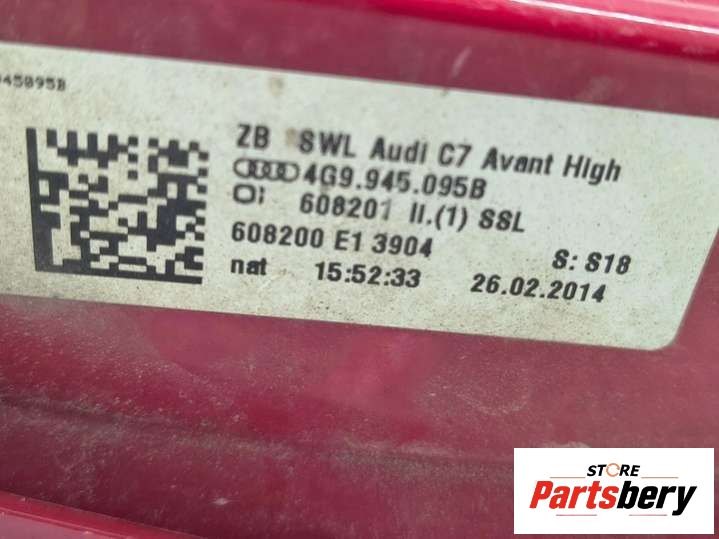 45095B
ZB SWL Audi C7 Avant High
4G9.945.095B
608201 II.(1) SSL
608200 E1 3904
S: S18
nat 15:52:33 26.02.2014
STORE
Partsbery